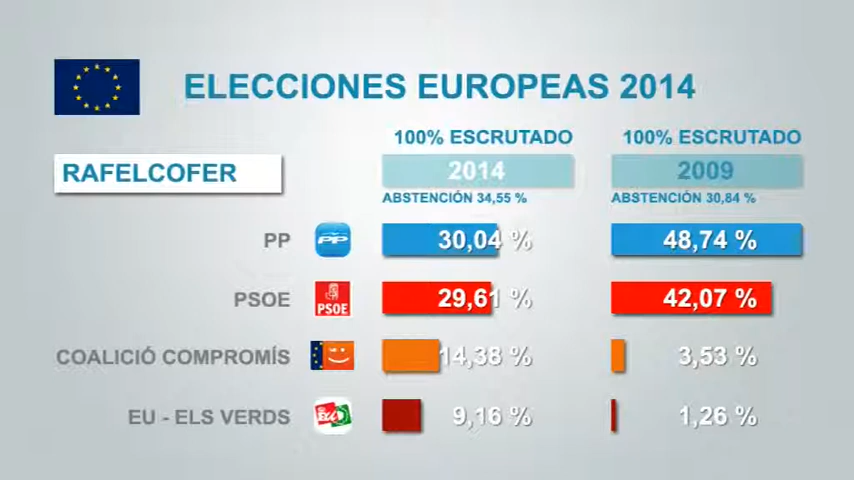 ELECCIONES EUROPEAS 2014
100% ESCRUTADO 100% ESCRUTADO
RAFELCOFER 2014 2009
ABSTENCIÓN 34,55 % ABSTENCIÓN 30,84 %
PP PP 30,04 % 48,74 %
PSOE PSOE 29,61 % 42,07 %
COALICIÓ COMPROMÍS 14,38 % 3,53 %
EU - ELS VERDS 9,16 % 1,26 %